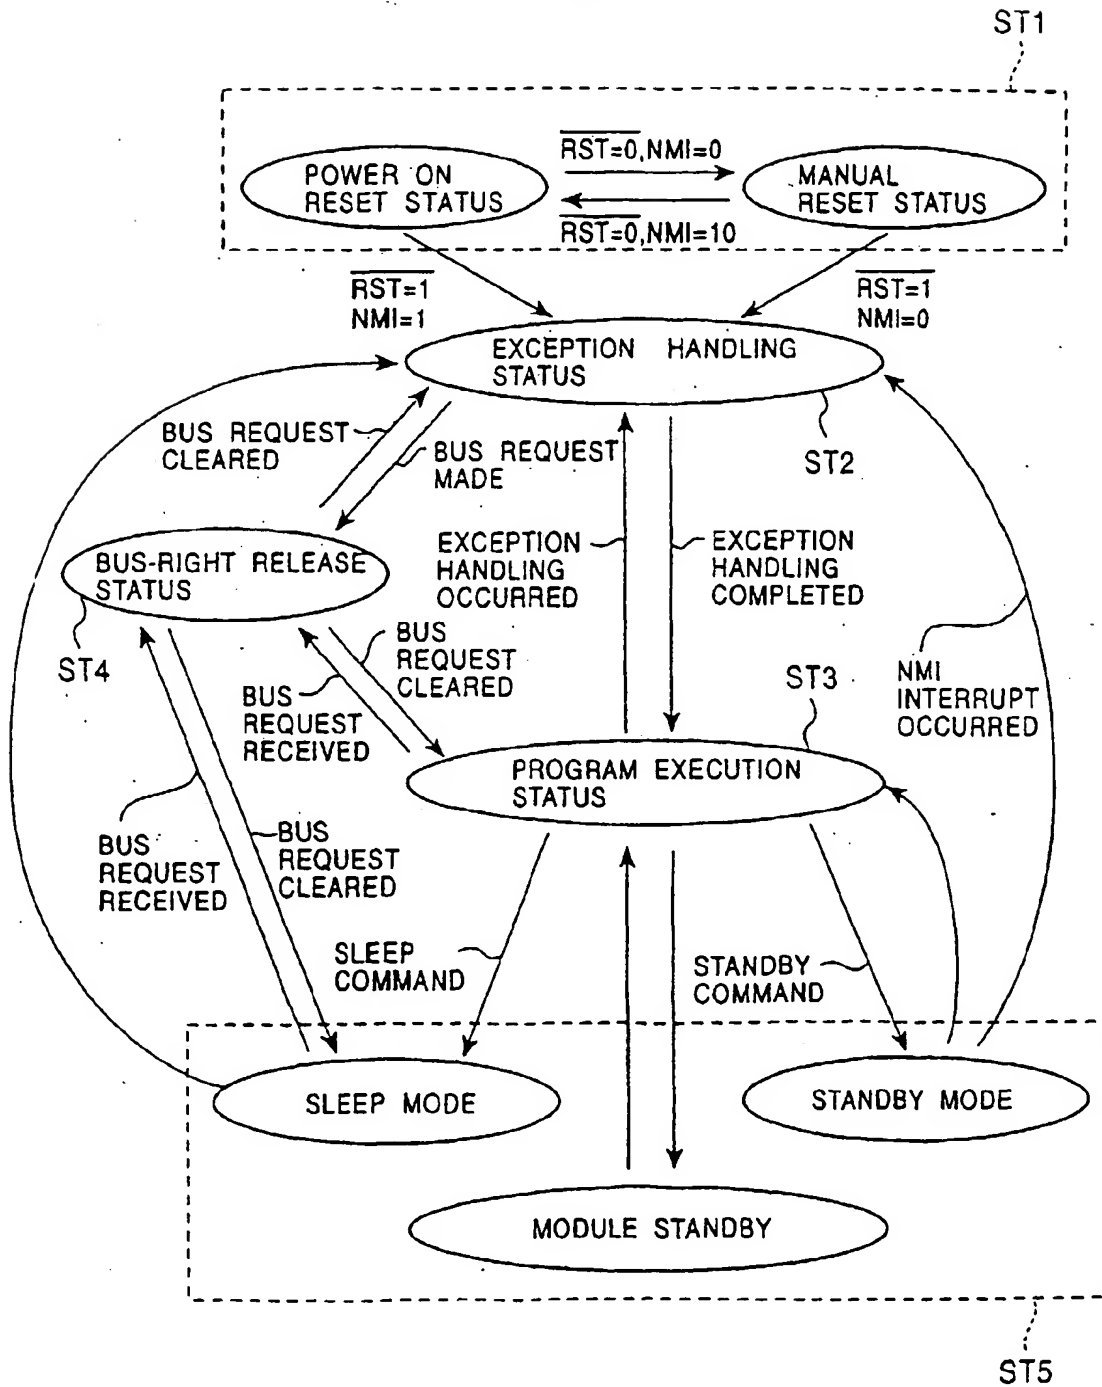 ST1
RST=0,NMI=0
POWER ON
RESET STATUS
MANUAL
RESET STATUS
RST=0,NMI=10
RST=1
NMI=1
RST=1
NMI=0
EXCEPTION HANDLING
STATUS
BUS REQUEST
CLEARED
BUS REQUEST
MADE
ST2
EXCEPTION
HANDLING
OCCURRED
EXCEPTION
HANDLING
COMPLETED
BUS-RIGHT RELEASE
STATUS
ST4
BUS
REQUEST
CLEARED
BUS
REQUEST
RECEIVED
ST3
NMI
INTERRUPT
OCCURRED
PROGRAM EXECUTION
STATUS
BUS
REQUEST
RECEIVED
BUS
REQUEST
CLEARED
SLEEP
COMMAND
STANDBY
COMMAND
SLEEP MODE
STANDBY MODE
MODULE STANDBY
ST5